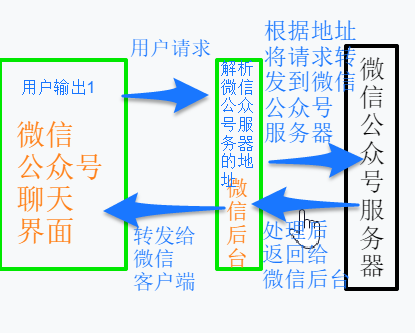 用户请求
用户输出1
微信
公众号
聊天
界面
解析
微信
公众
号服
务器
的地
址
微信后台
根据地址
将请求转
发到微信
公众号
服务器
微信公众号服务器
转发给
微信
客户端
处理后
返回给
微信后台